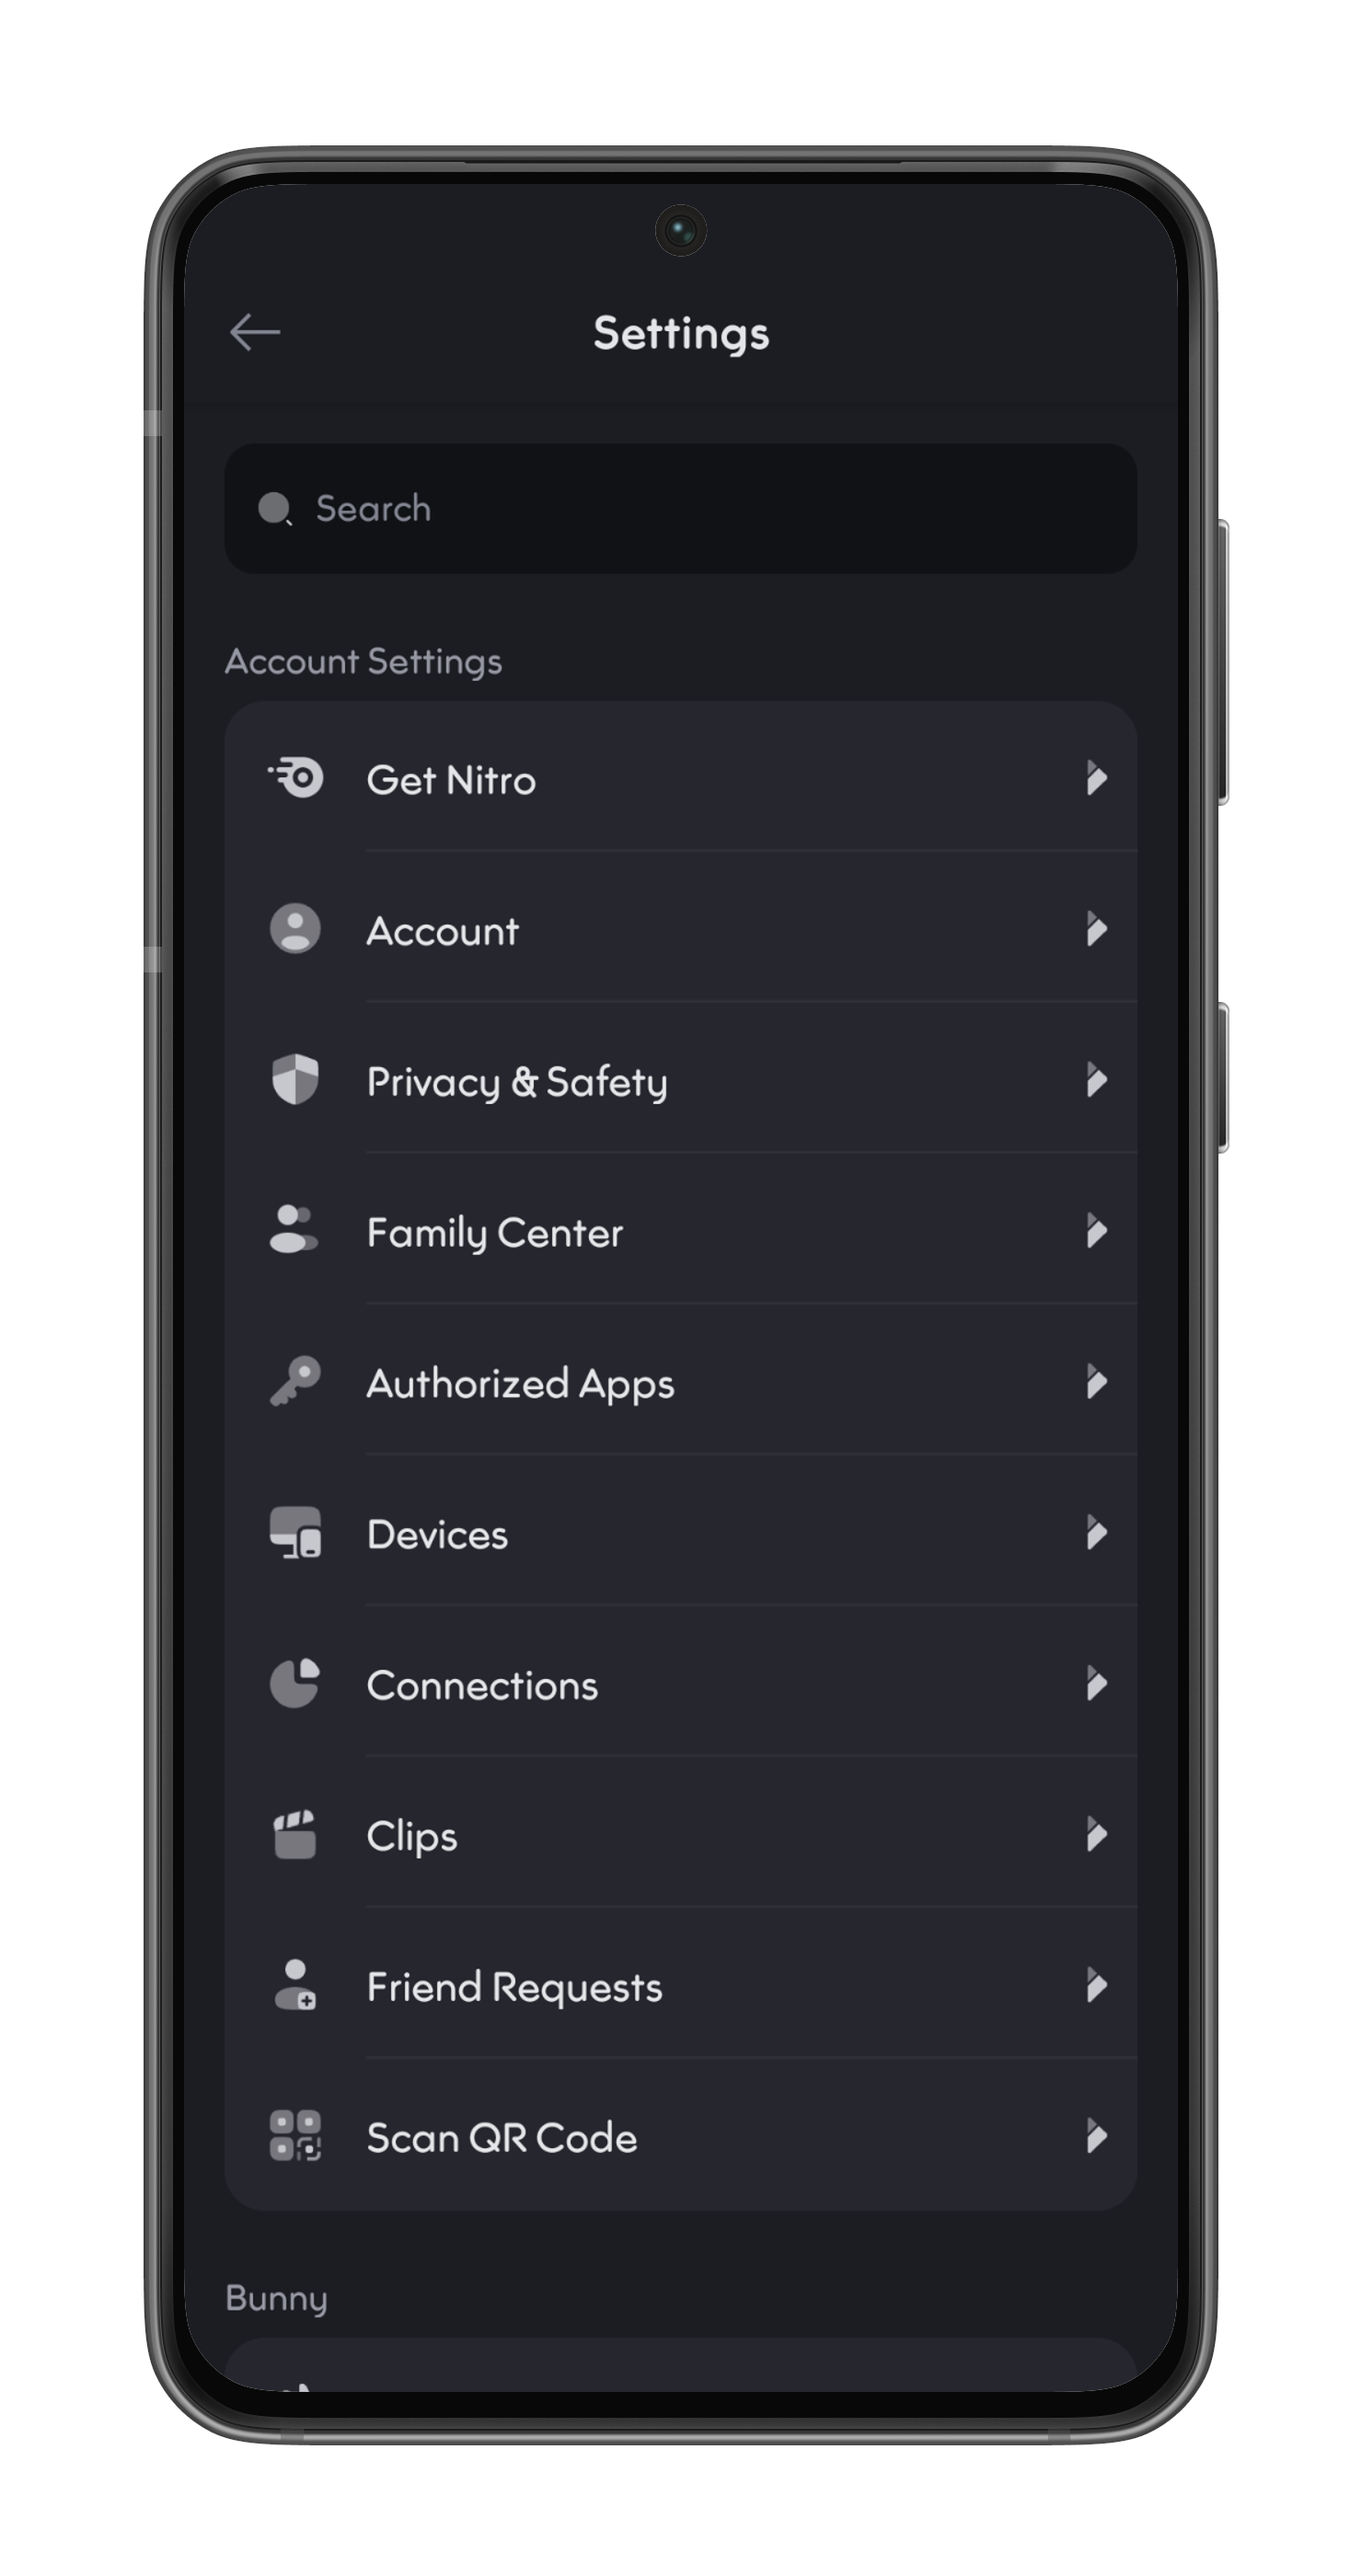 Settings
Search
Account Settings
Get Nitro
Account
Privacy & Safety
Family Center
Authorized Apps
Devices
Connections
Clips
Friend Requests
Scan QR Code
Bunny